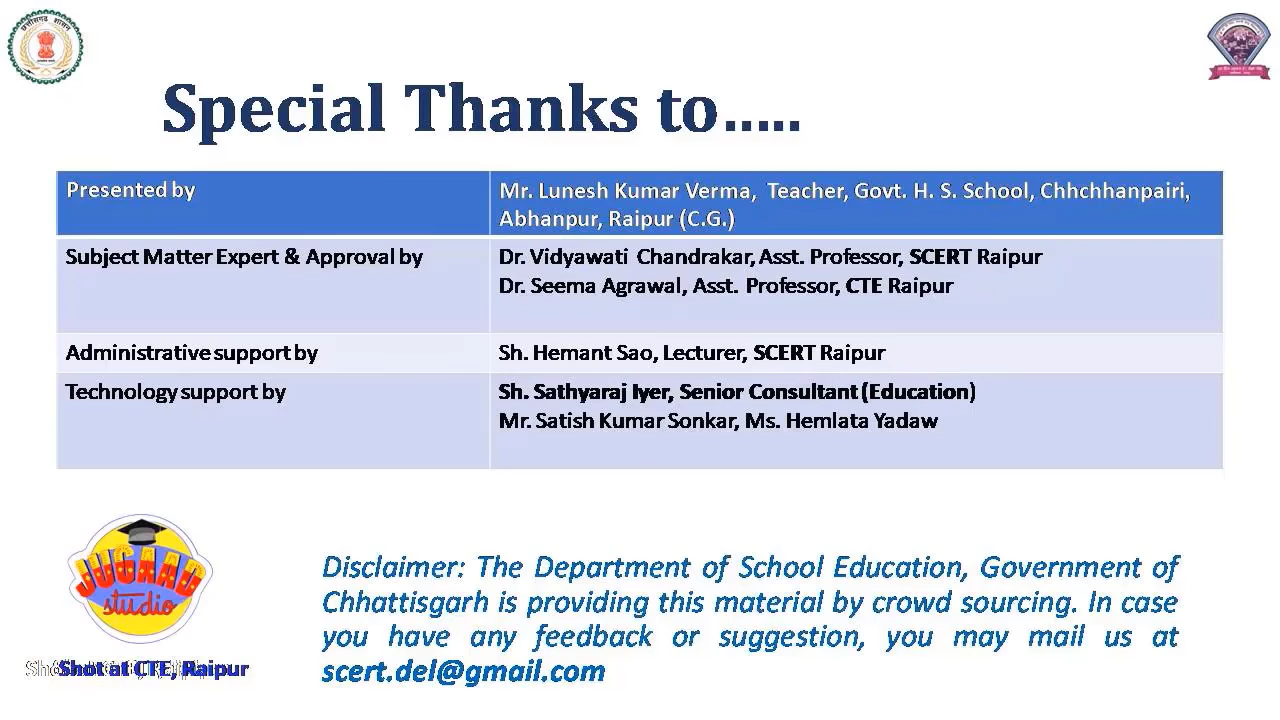 छत्तीसगढ़ शासन
Special Thanks to.....
Presented by
Mr. Lunesh Kumar Verma, Teacher, Govt. H. S. School, Chhchhanpairi,
Abhanpur, Raipur (C.G.)
Subject Matter Expert & Approval by
Dr. Vidyawati Chandrakar, Asst. Professor, SCERT Raipur
Dr. Seema Agrawal, Asst. Professor, CTE Raipur
Administrative support by
Sh. Hemant Sao, Lecturer, SCERT Raipur
Technology support by
Sh. Sathyaraj Iyer, Senior Consultant (Education)
Mr. Satish Kumar Sonkar, Ms. Hemlata Yadaw
JUGAAD
studio
Shot at CTE, Raipur
Disclaimer: The Department of School Education, Government of
Chhattisgarh is providing this material by crowd sourcing. In case
you have any feedback or suggestion, you may mail us at
scert.del@gmail.com